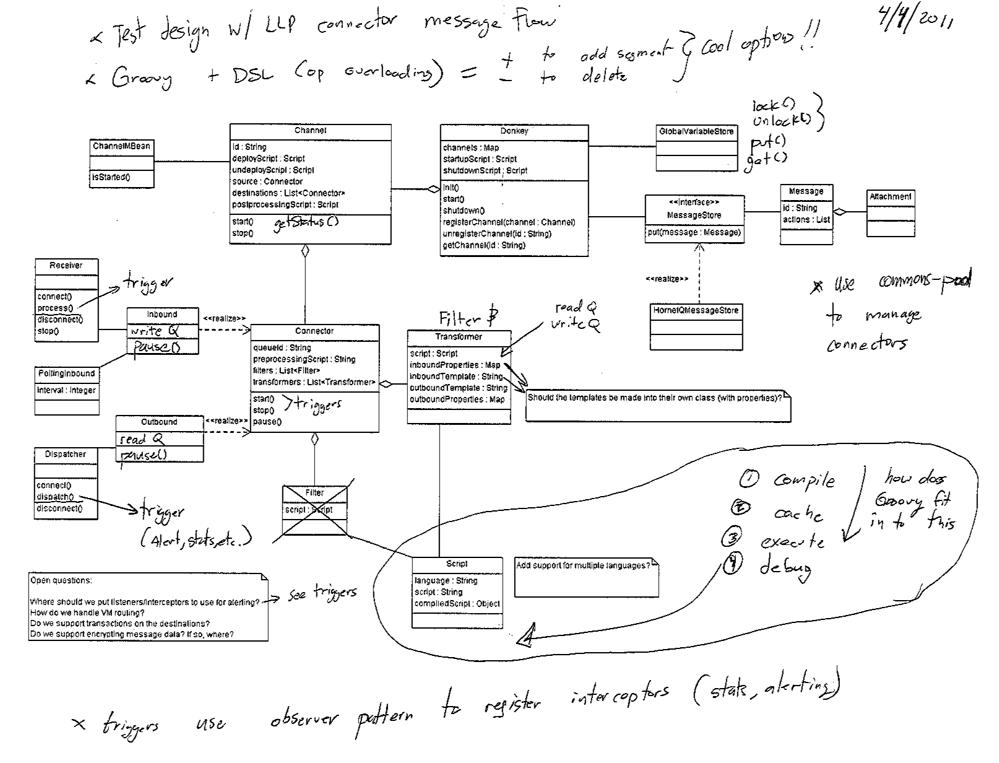 4/4/2011
Test design w/ LLP connector message flow
Groovy + DSL (op overloading) = + to add segment } cool option!!
- to delete
lock()
unlock()
put()
get()
ChannelMBean
isStarted()
Channel
id : String
deployScript : Script
undeployScript : Script
source : Connector
destinations : List<Connector>
postprocessingScript : Script
start() getStatus()
stop()
Donkey
channels : Map
startupScript : Script
shutdownScript : Script
init()
start()
shutdown()
registerChannel(channel : Channel)
unregisterChannel(id : String)
getChannel(id : String)
GlobalVariableStore
<<interface>>
MessageStore
put(message : Message)
Message
id : String
actions : List
Attachment
<<realize>>
HornetQMessageStore
x use commons-pool
to manage
connectors
Receiver
connect()
process()
disconnect()
stop()
trigger
Inbound
write Q
pause()
<<realize>>
PollingInbound
interval : Integer
Connector
queueId : String
preprocessingScript : String
filters : List<Filter>
transformers : List<Transformer>
start()
stop()
pause()
triggers
Filter &
Transformer
script : Script
inboundProperties : Map
inboundTemplate : String
outboundTemplate : String
outboundProperties : Map
read Q
write Q
Should the templates be made into their own class (with properties)?
Outbound
read Q
pause()
<<realize>>
Dispatcher
connect()
dispatch()
disconnect()
trigger
(Alert, stats, etc.)
Filter
script : Script
1 compile
2 cache
3 execute
4 debug
how does
Groovy fit
in to this
Script
language : String
script : String
compiledScript : Object
Add support for multiple languages?
Open questions:
Where should we put listeners/interceptors to use for alerting?
How do we handle VM routing?
Do we support transactions on the destinations?
Do we support encrypting message data? If so, where?
see triggers
x triggers use observer pattern to register interceptors (stats, alerting)